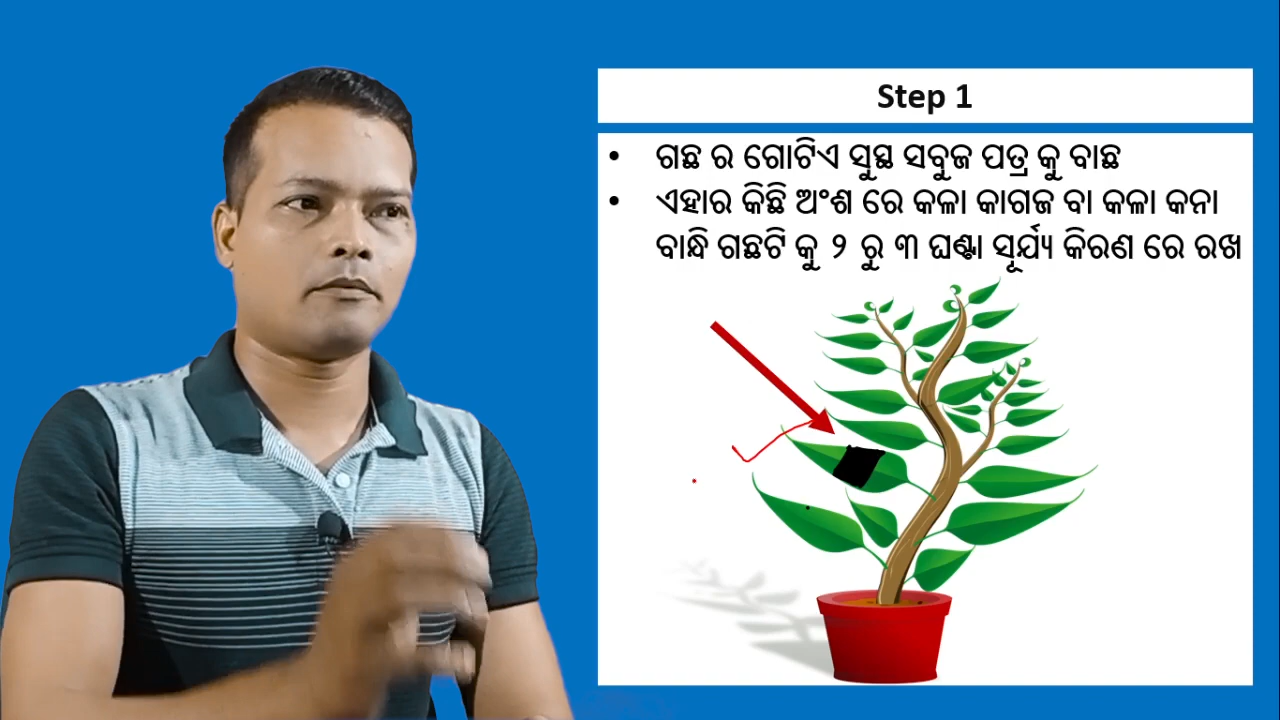 Step 1
• ଗଛ ର ଗୋଟିଏ ସୁସ୍ଥ ସବୁଜ ପତ୍ର କୁ ବାଛ
• ଏହାର କିଛି ଅଂଶ ରେ କଳା କାଗଜ ବା କଳା କନା
ବାନ୍ଧି ଗଛଟି କୁ ୨ ରୁ ୩ ଘଣ୍ଟା ସୂର୍ଯ୍ୟ କିରଣ ରେ ରଖ